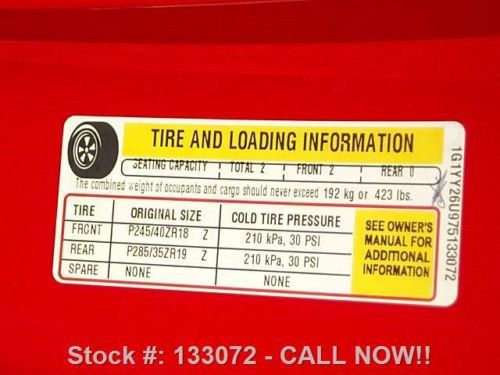 TIRE AND LOADING INFORMATION
SEATING CAPACITY TOTAL 2 FRONT 2 REAR 0
The combined weight of occupants and cargo should never exceed 192 kg or 423 lbs.
TIRE ORIGINAL SIZE COLD TIRE PRESSURE
FRONT P245/40ZR18 Z 210 kPa, 30 PSI
REAR P285/35ZR19 Z 210 kPa, 30 PSI
SPARE NONE NONE
SEE OWNER'S
MANUAL FOR
ADDITIONAL
INFORMATION
1G1YY26U975133072
Stock #: 133072 - CALL NOW!!